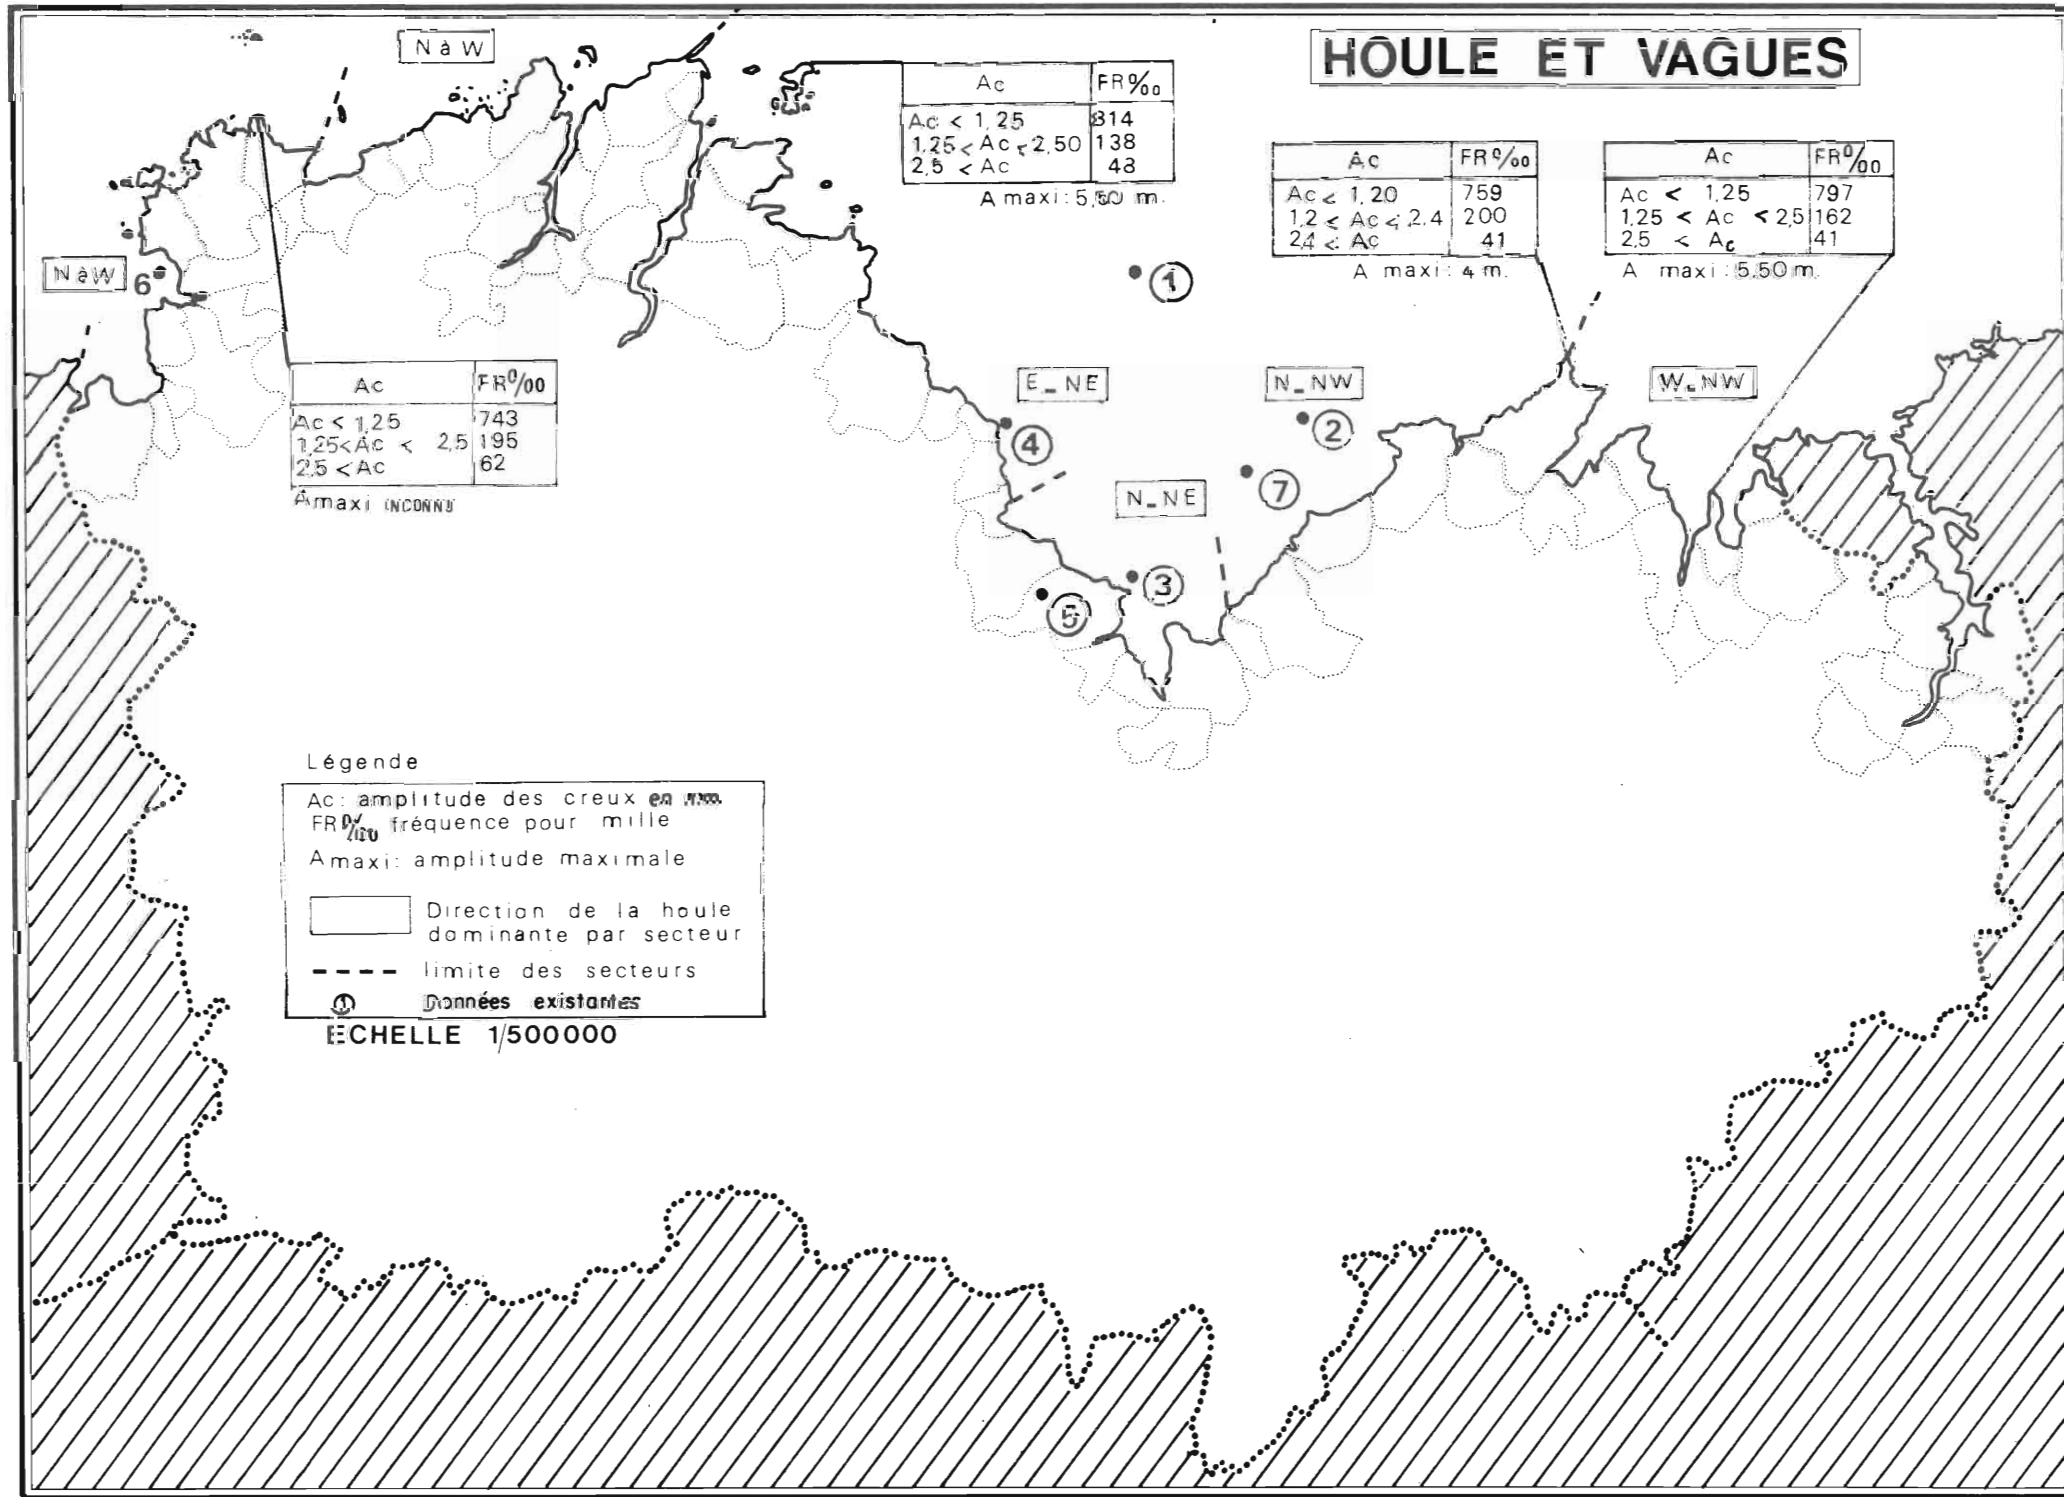 HOULE ET VAGUES
N à W
Ac FR‰
Ac < 1,25 814
1,25 < Ac < 2,50 138
2,5 < Ac 48
A maxi: 5,50 m.
Ac FR‰
Ac < 1,20 759
1,2 < Ac < 2,4 200
2,4 < Ac 41
A maxi: 4 m.
Ac FR‰
Ac < 1,25 797
1,25 < Ac < 2,5 162
2,5 < Ac 41
A maxi: 5,50 m.
N à W
6
1
Ac FR‰
Ac < 1,25 743
1,25 < Ac < 2,5 195
2,5 < Ac 62
A maxi INCONNU
E_NE
N_NW
W_NW
4
2
7
N_NE
3
5
Légende
Ac: amplitude des creux en
FR‰ fréquence pour mille
A maxi: amplitude maximale
Direction de la houle
dominante par secteur
limite des secteurs
1 Données existantes
ECHELLE 1/500000